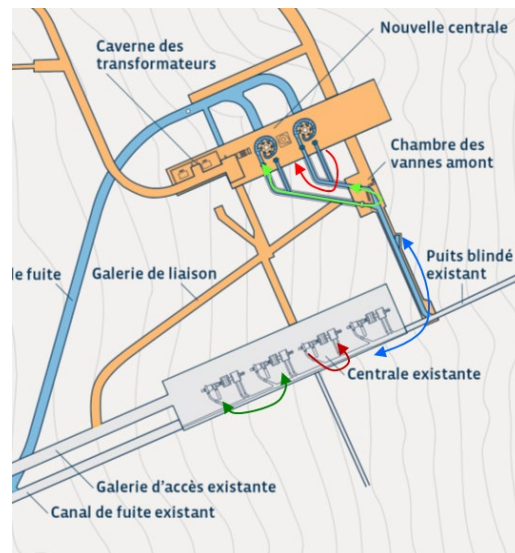 Nouvelle centrale
Caverne des
transformateurs
Chambre des
vannes amont
Puits blindé
existant
le fuite
Galerie de liaison
Centrale existante
Galerie d'accès existante
Canal de fuite existant